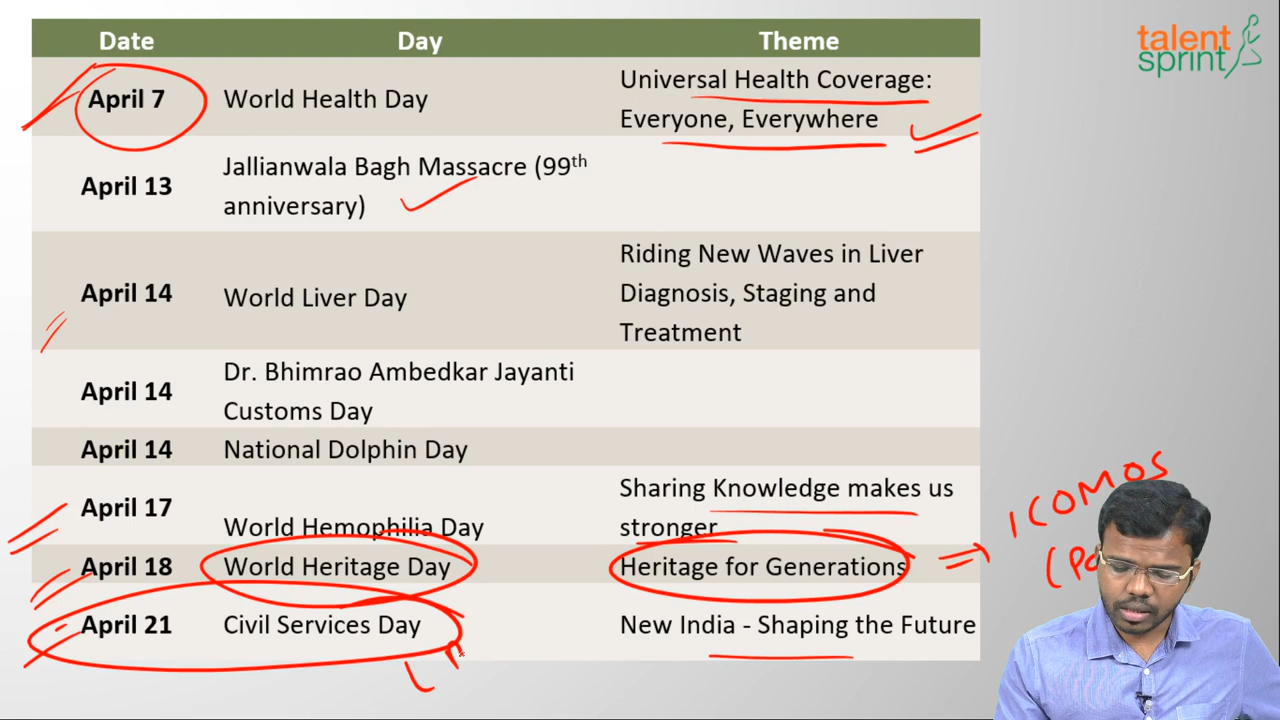 talent
sprint
Date Day Theme
April 7 World Health Day Universal Health Coverage:
Everyone, Everywhere
April 13 Jallianwala Bagh Massacre (99th
anniversary)
April 14 World Liver Day Riding New Waves in Liver
Diagnosis, Staging and
Treatment
April 14 Dr. Bhimrao Ambedkar Jayanti
Customs Day
April 14 National Dolphin Day
April 17 World Hemophilia Day Sharing Knowledge makes us
stronger
April 18 World Heritage Day Heritage for Generations
April 21 Civil Services Day New India - Shaping the Future
ICOMOS